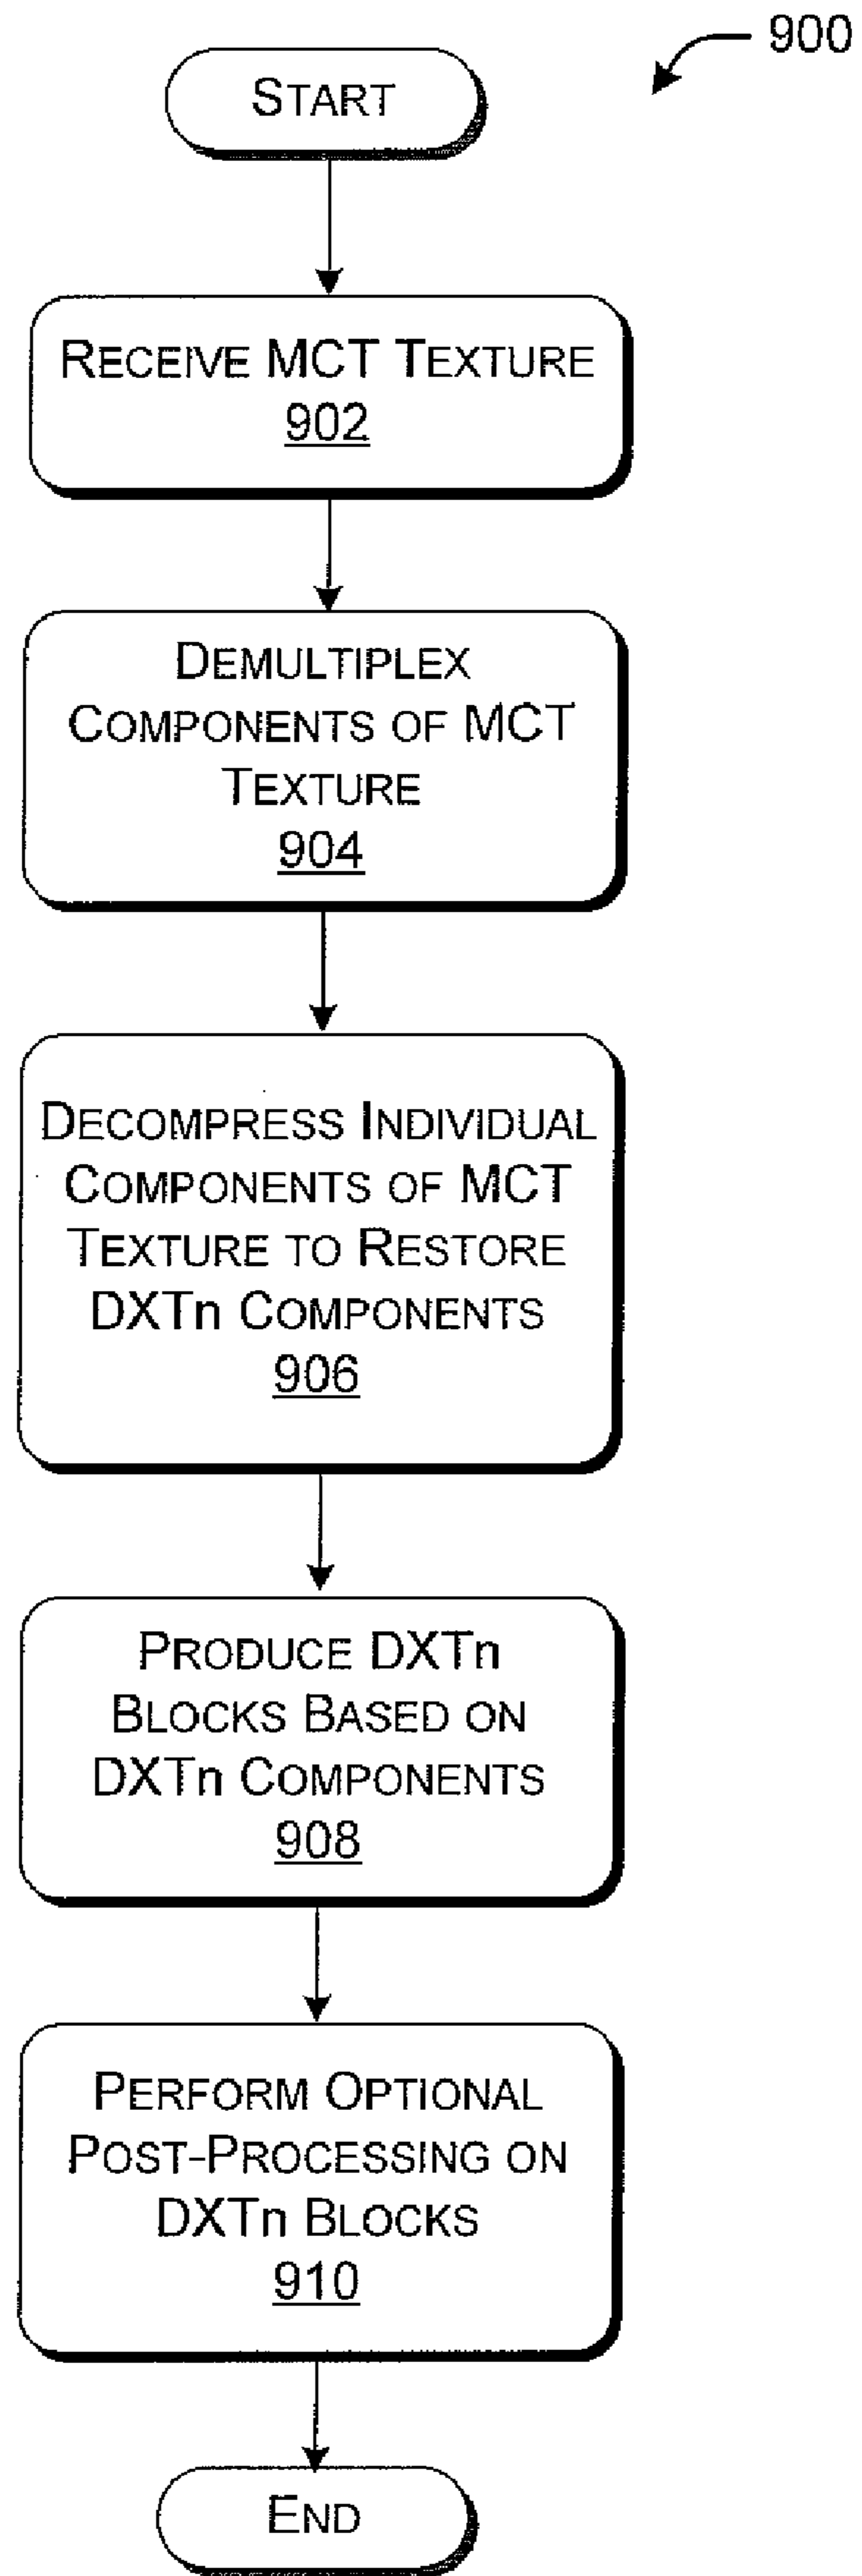 900
START
RECEIVE MCT TEXTURE
902
DEMULTIPLEX
COMPONENTS OF MCT
TEXTURE
904
DECOMPRESS INDIVIDUAL
COMPONENTS OF MCT
TEXTURE TO RESTORE
DXTn COMPONENTS
906
PRODUCE DXTn
BLOCKS BASED ON
DXTn COMPONENTS
908
PERFORM OPTIONAL
POST-PROCESSING ON
DXTn BLOCKS
910
END